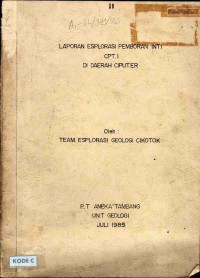 11
LAPORAN ESPLORASI PEMBORAN INTI
CPT. I
DI DAERAH CIPUTER
Oleh :
TEAM ESPLORASI GEOLOGI CIKOTOK
P.T ANEKA TAMBANG
UNIT GEOLOGI
JULI 1985
KODE C